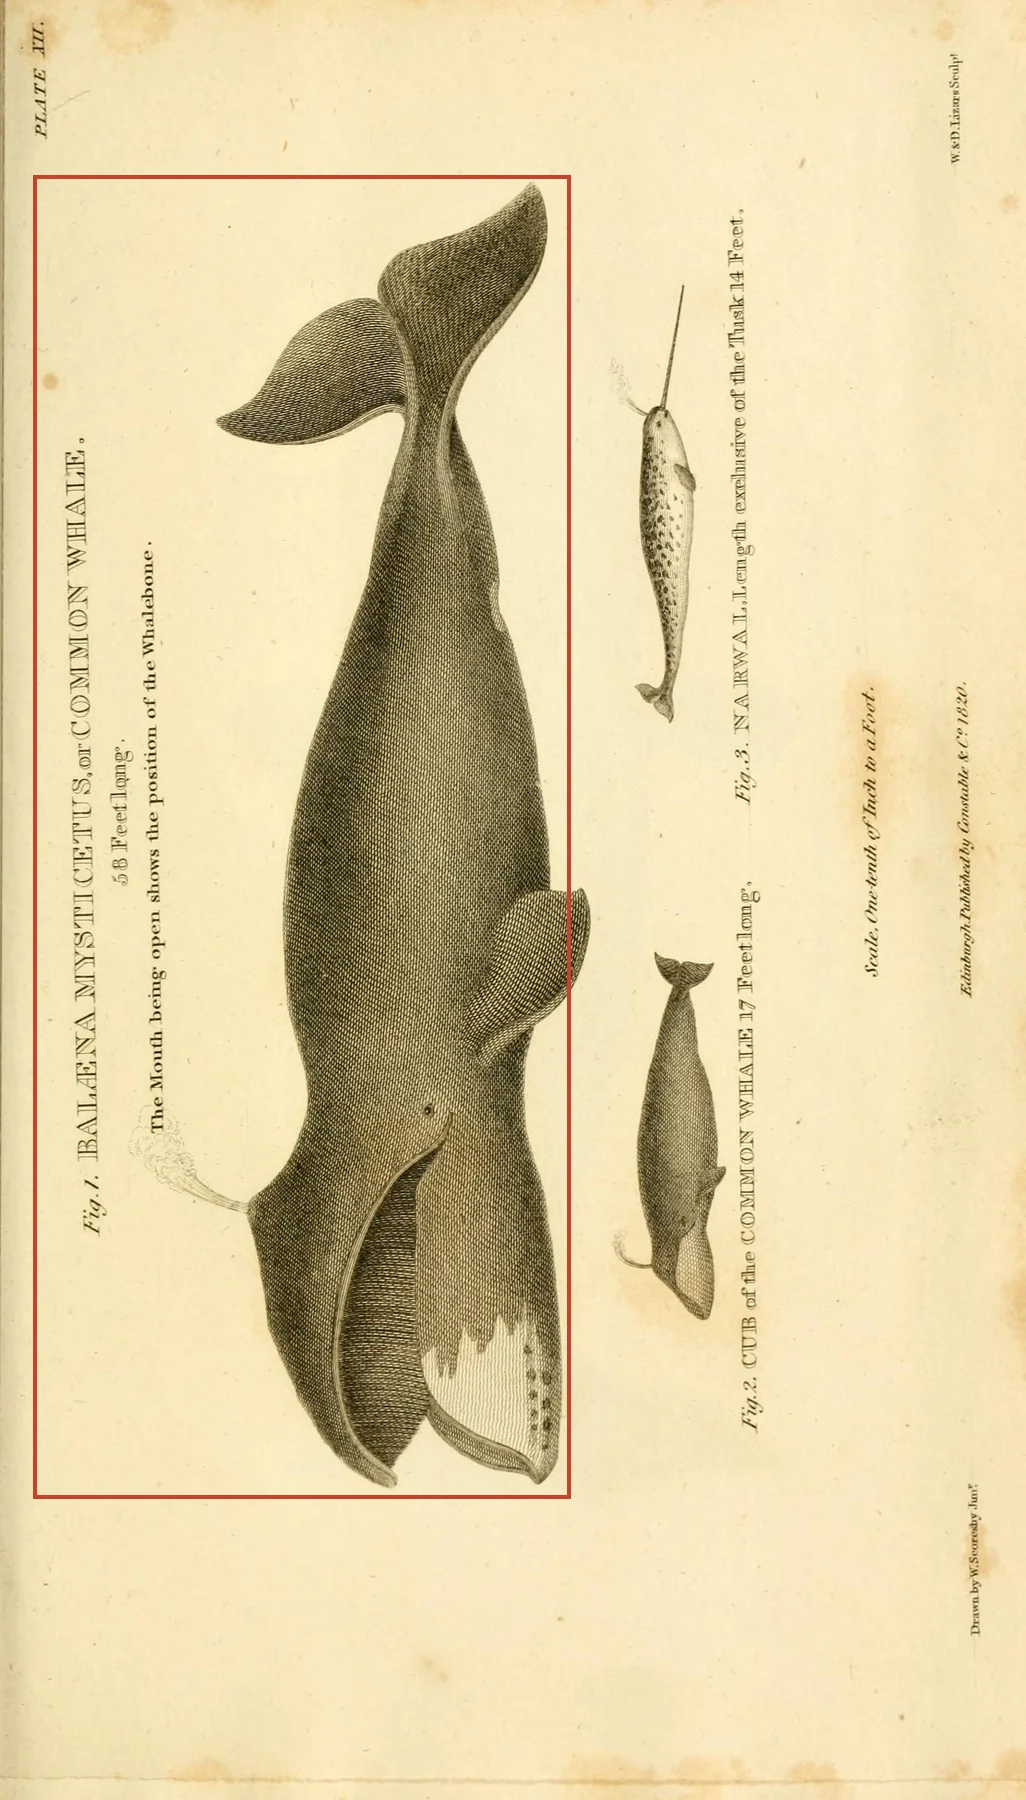 PLATE XII.
Fig. 1. BALÆNA MYSTICETUS, or COMMON WHALE.
58 Feet long.
The Mouth being open shows the position of the Whalebone.
Fig. 2. CUB of the COMMON WHALE 17 Feet long.
Fig. 3. NARWAL, Length exclusive of the Tusk 14 Feet.
Scale, One-tenth of Inch to a Foot.
Drawn by W. Scoresby Junr.
Edinburgh, Published by Constable & Co. 1820.
W. & D. Lizars Sculpt.